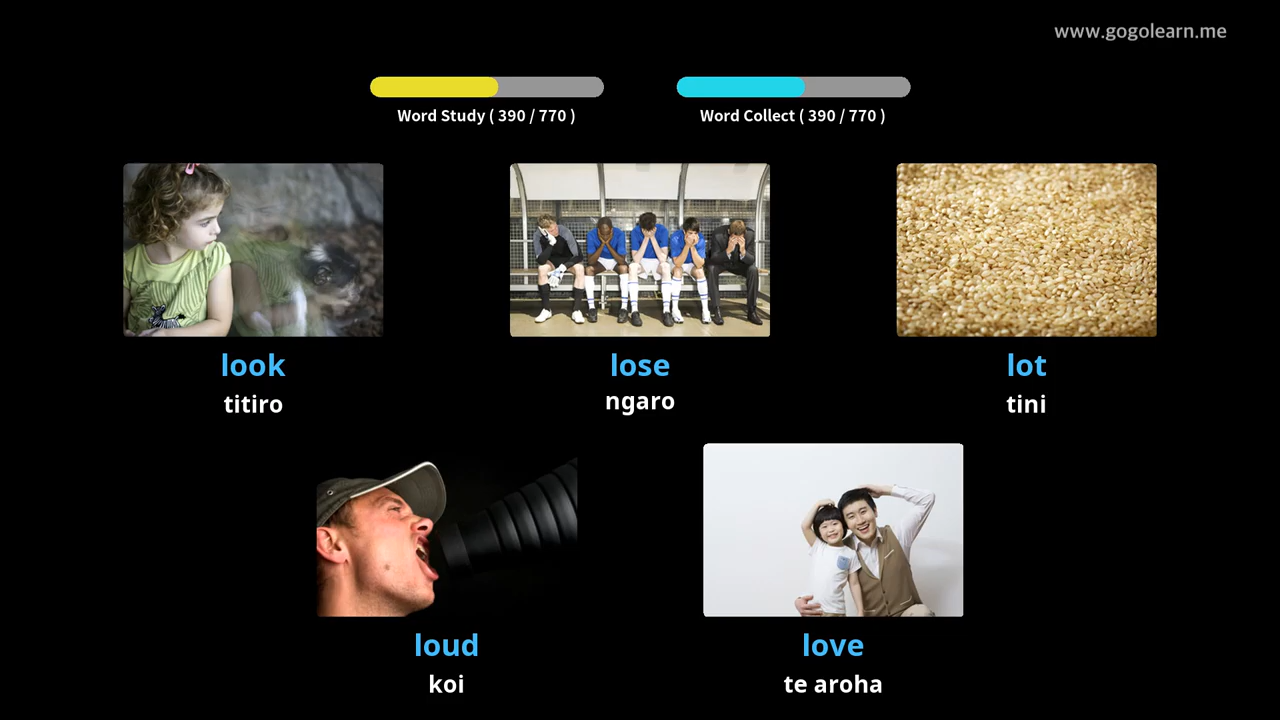 www.gogolearn.me
Word Study ( 390 / 770 )
Word Collect ( 390 / 770 )
look
titiro
lose
ngaro
lot
tini
loud
koi
love
te aroha